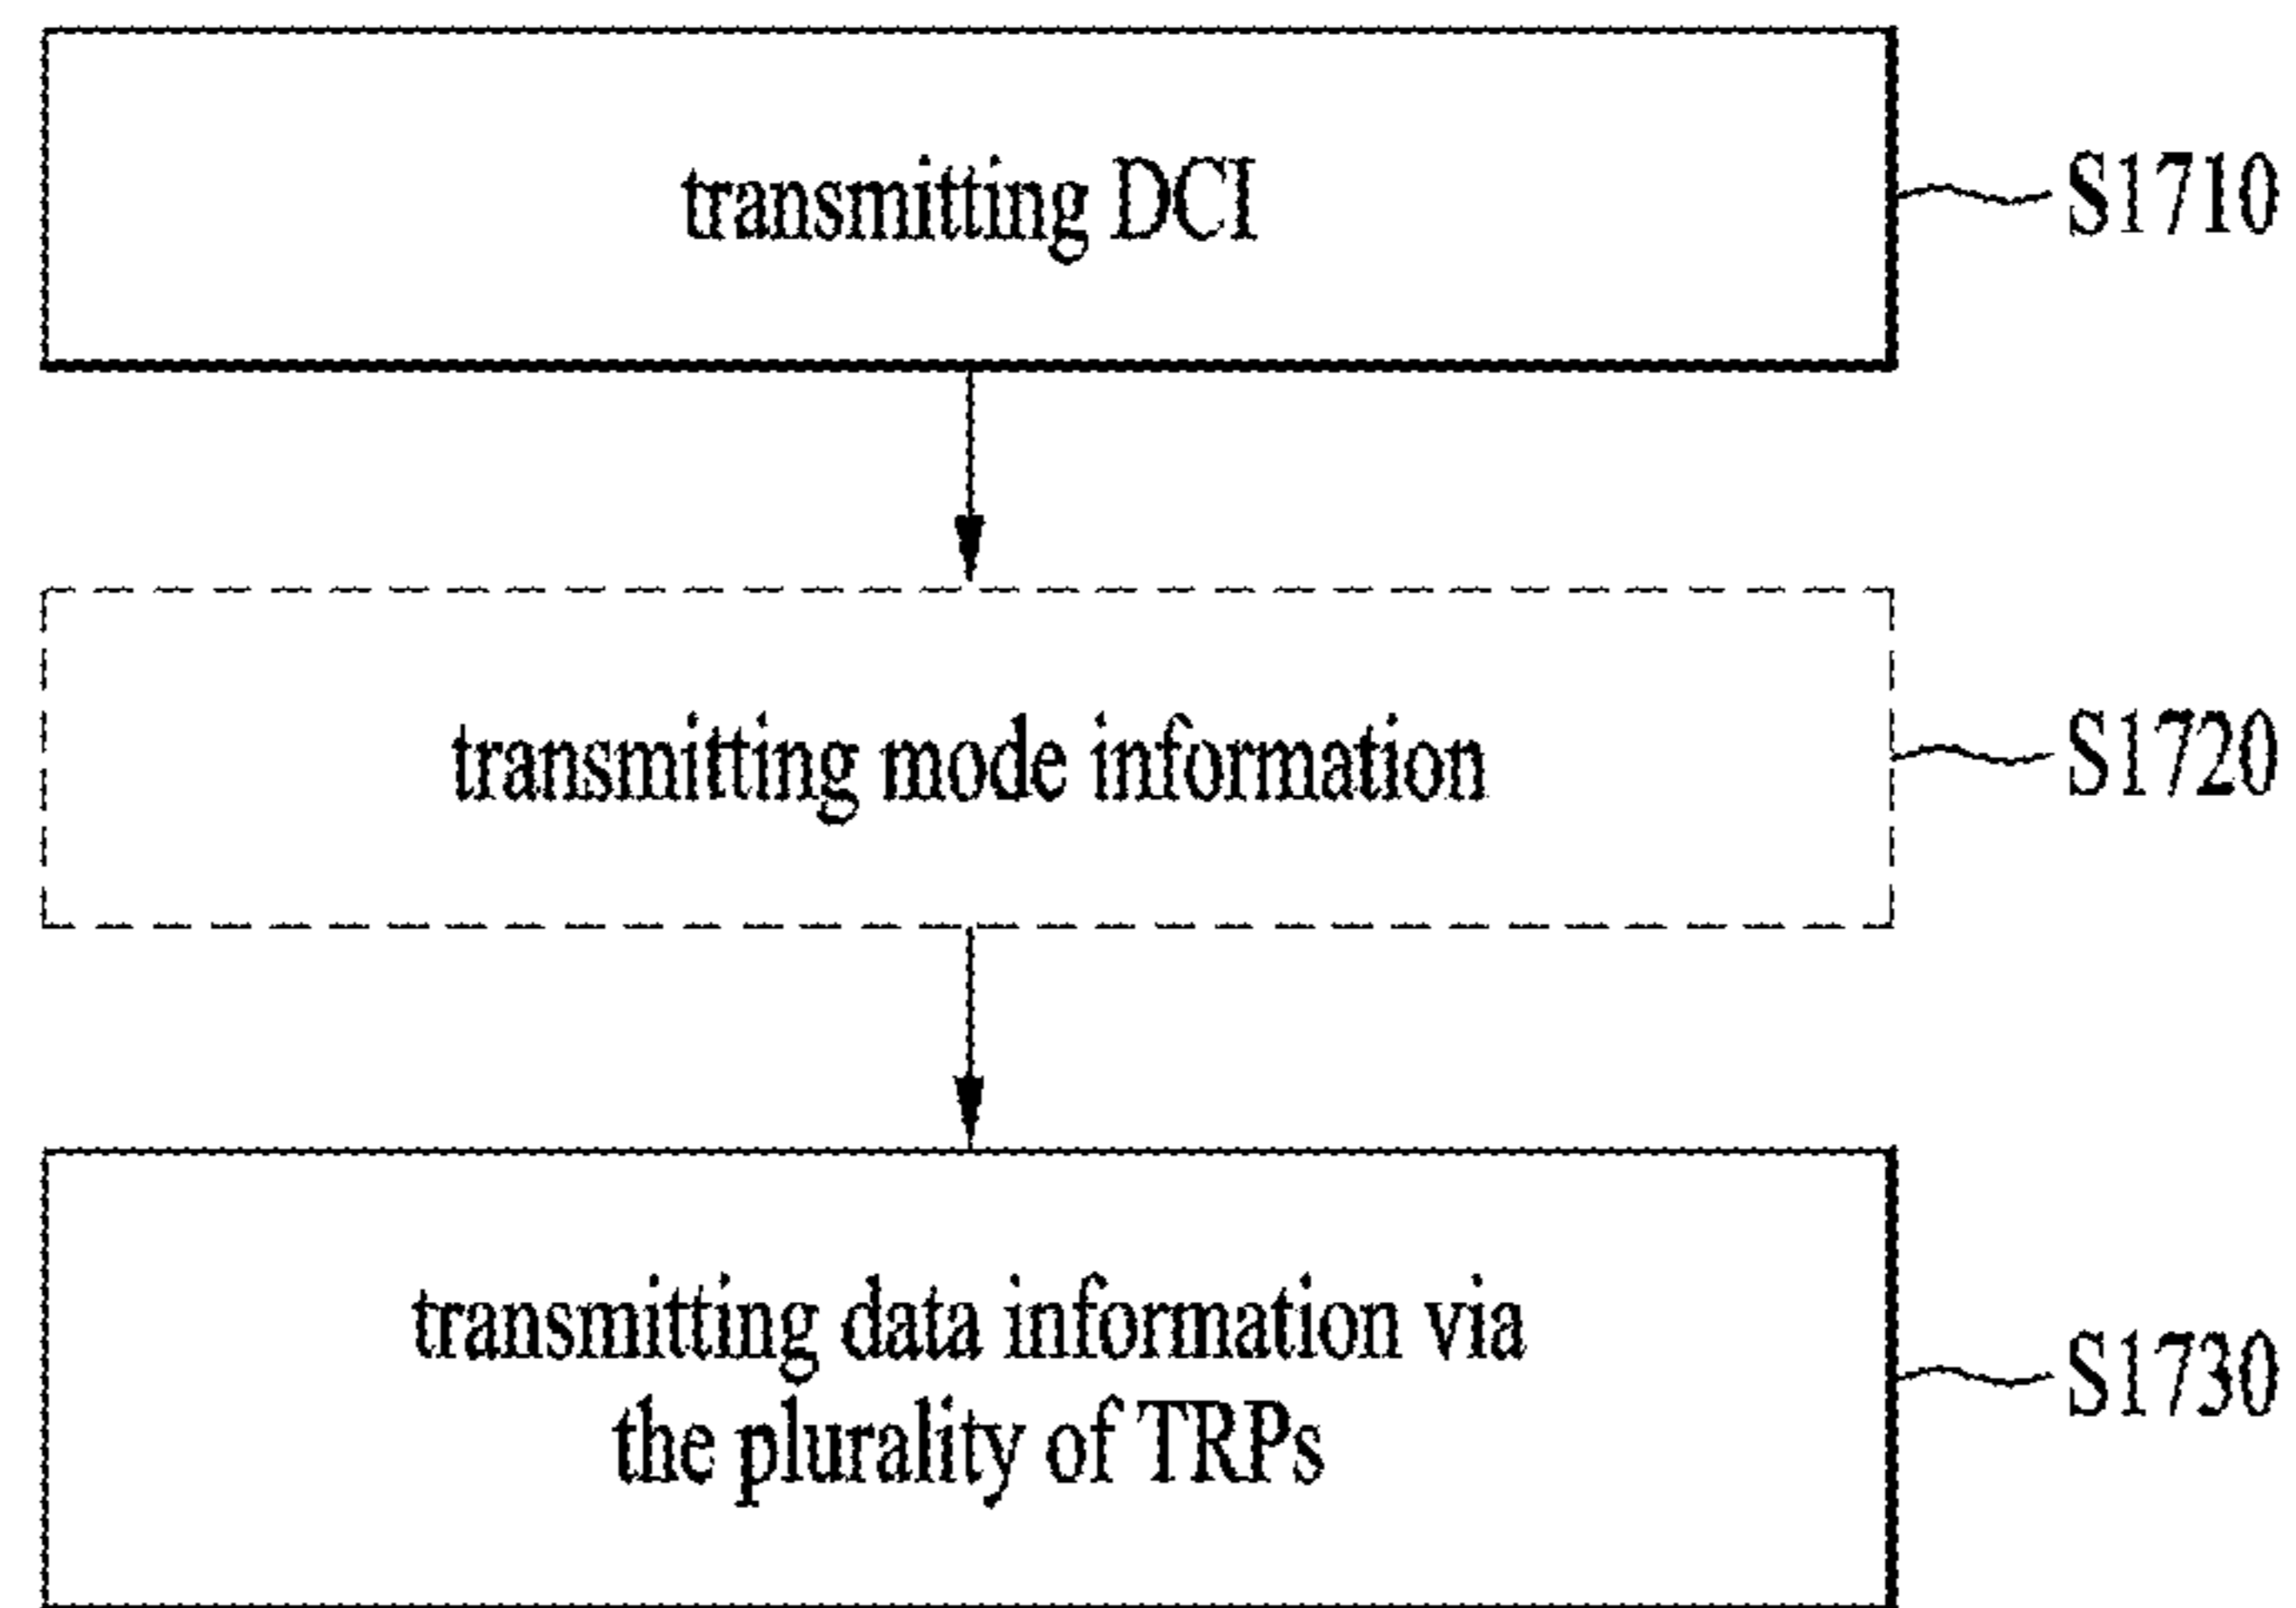 transmitting DCI
S1710
transmitting mode information
S1720
transmitting data information via
the plurality of TRPs
S1730